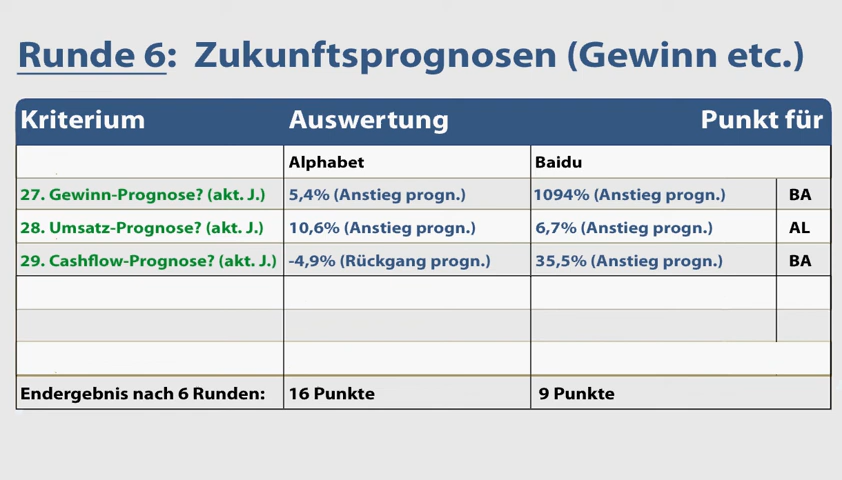 Runde 6: Zukunftsprognosen (Gewinn etc.)
Kriterium Auswertung Punkt für
Alphabet Baidu
27. Gewinn-Prognose? (akt. J.) 5,4% (Anstieg progn.) 1094% (Anstieg progn.) BA
28. Umsatz-Prognose? (akt. J.) 10,6% (Anstieg progn.) 6,7% (Anstieg progn.) AL
29. Cashflow-Prognose? (akt. J.) -4,9% (Rückgang progn.) 35,5% (Anstieg progn.) BA
Endergebnis nach 6 Runden: 16 Punkte 9 Punkte